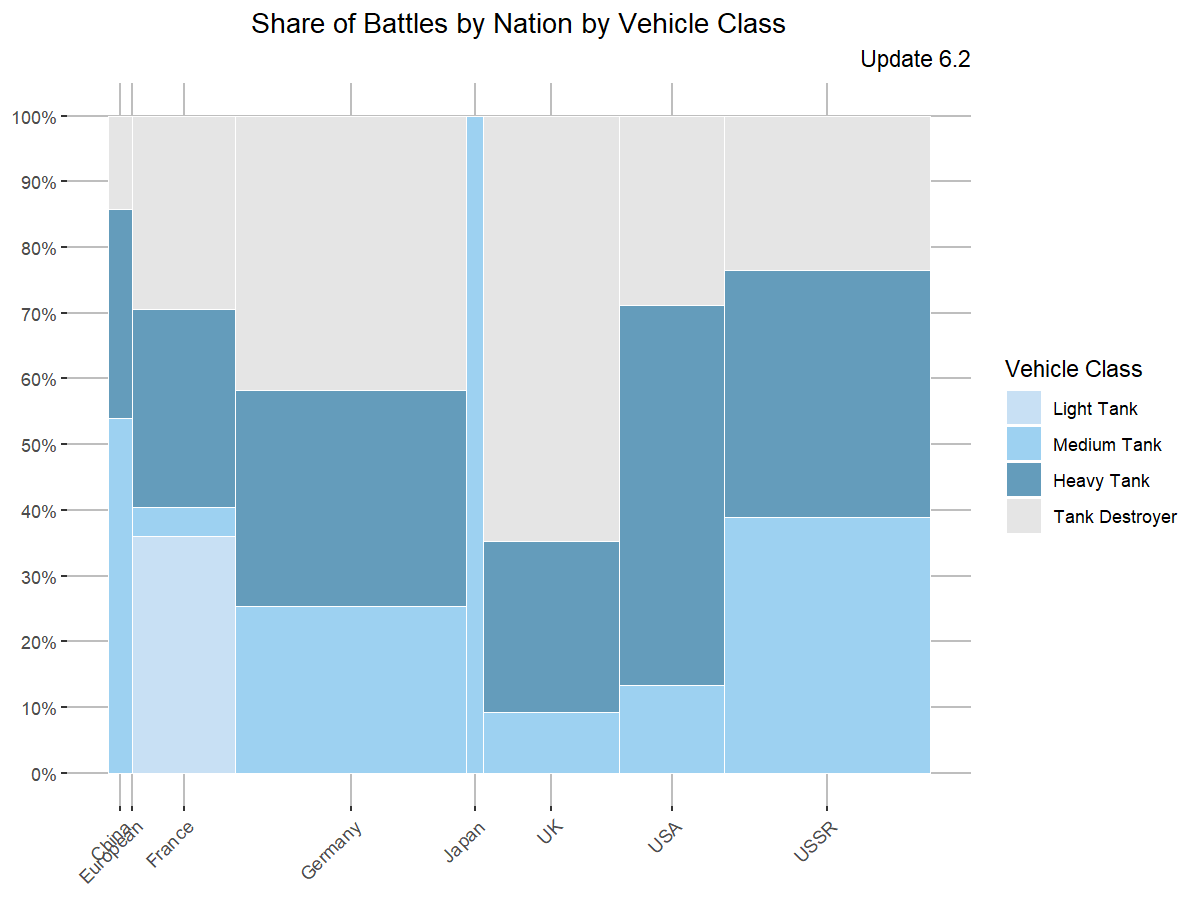 Share of Battles by Nation by Vehicle Class
Update 6.2
100%
90%
80%
70%
60%
50%
40%
30%
20%
10%
0%
China
European
France
Germany
Japan
UK
USA
USSR
Vehicle Class
Light Tank
Medium Tank
Heavy Tank
Tank Destroyer